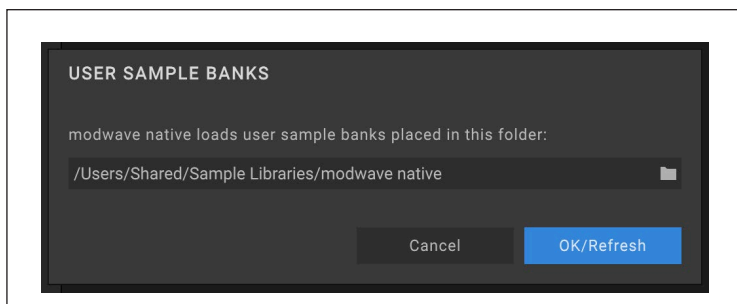 USER SAMPLE BANKS
modwave native loads user sample banks placed in this folder:
/Users/Shared/Sample Libraries/modwave native
Cancel OK/Refresh